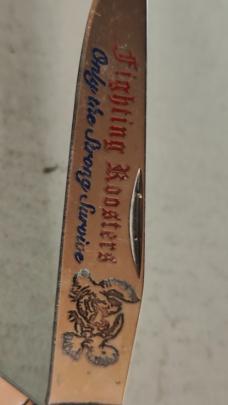 Fighting Roosters
Only the Strong Survive